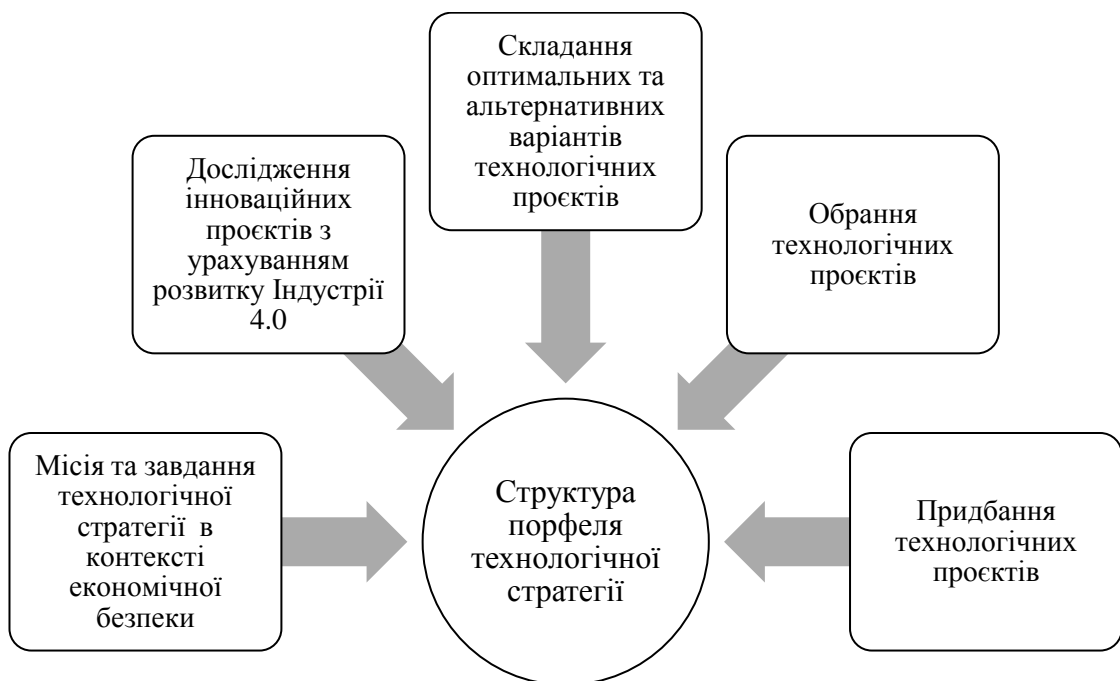 Складання
оптимальних та
альтернативних
варіантів
технологічних
проєктів
Дослідження
інноваційних
проєктів з
урахуванням
розвитку Індустрії
4.0
Обрання
технологічних
проєктів
Місія та завдання
технологічної
стратегії в
контексті
економічної
безпеки
Структура
порфеля
технологічної
стратегії
Придбання
технологічних
проєктів